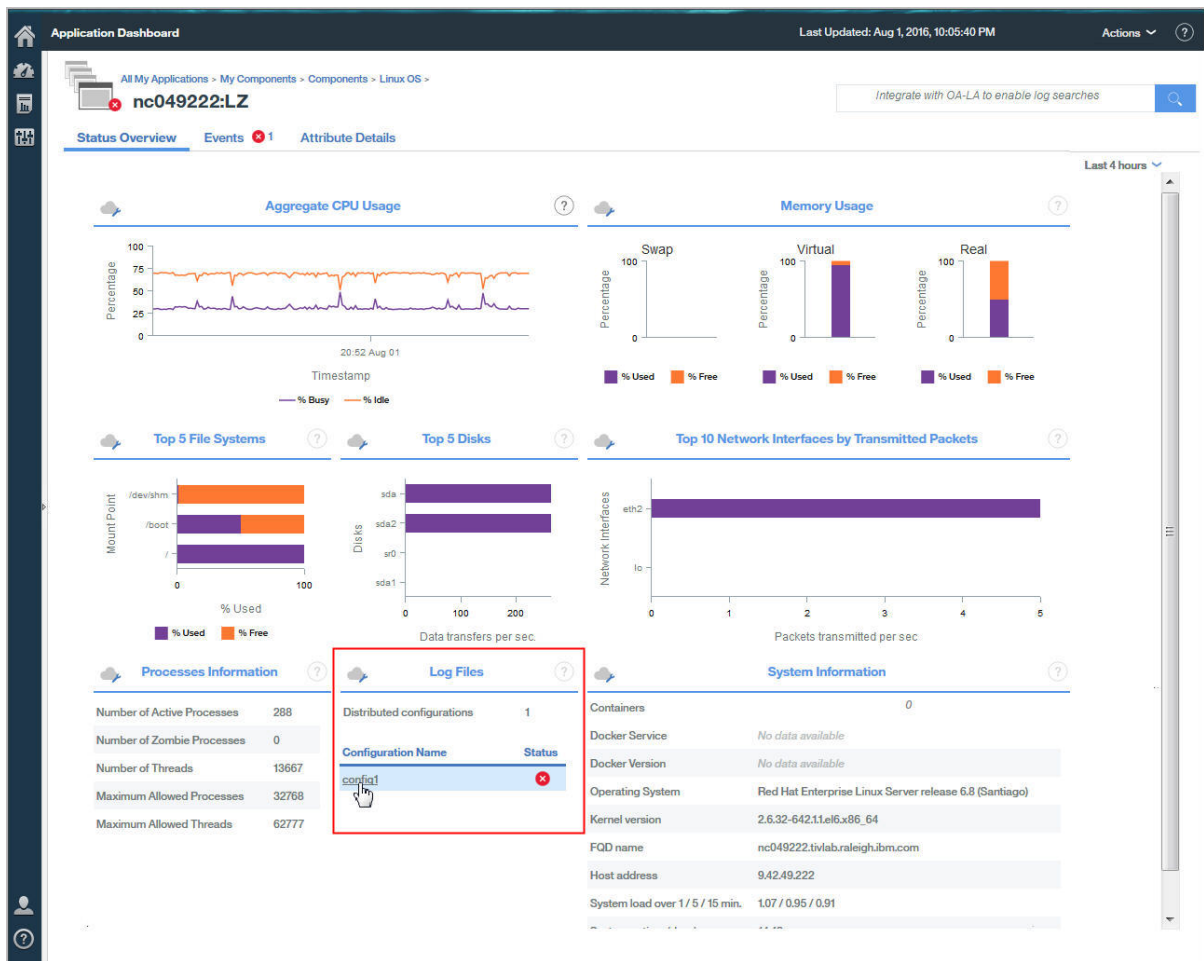 Application Dashboard
Last Updated: Aug 1, 2016, 10:05:40 PM
Actions
?
All My Applications > My Components > Components > Linux OS >
nc049222:LZ
Integrate with OA-LA to enable log searches
Status Overview
Events 1
Attribute Details
Last 4 hours
Aggregate CPU Usage
?
Percentage
100
75
50
25
0
20:52 Aug 01
Timestamp
% Busy
% Idle
Memory Usage
?
Swap
Percentage
100
0
% Used
% Free
Virtual
Percentage
100
0
% Used
% Free
Real
Percentage
100
0
% Used
% Free
Top 5 File Systems
?
Mount Point
/dev/shm
/boot
/
0
100
% Used
% Used
% Free
Top 5 Disks
?
Disks
sda
sda2
sr0
sda1
0
100
200
Data transfers per sec.
Top 10 Network Interfaces by Transmitted Packets
?
Network Interfaces
eth2
lo
0
1
2
3
4
5
Packets transmitted per sec
Processes Information
?
Number of Active Processes 288
Number of Zombie Processes 0
Number of Threads 13667
Maximum Allowed Processes 32768
Maximum Allowed Threads 62777
Log Files
?
Distributed configurations 1
Configuration Name Status
config1
System Information
?
Containers 0
Docker Service No data available
Docker Version No data available
Operating System Red Hat Enterprise Linux Server release 6.8 (Santiago)
Kernel version 2.6.32-642.1.1.el6.x86_64
FQD name nc049222.tivlab.raleigh.ibm.com
Host address 9.42.49.222
System load over 1 / 5 / 15 min. 1.07 / 0.95 / 0.91
?